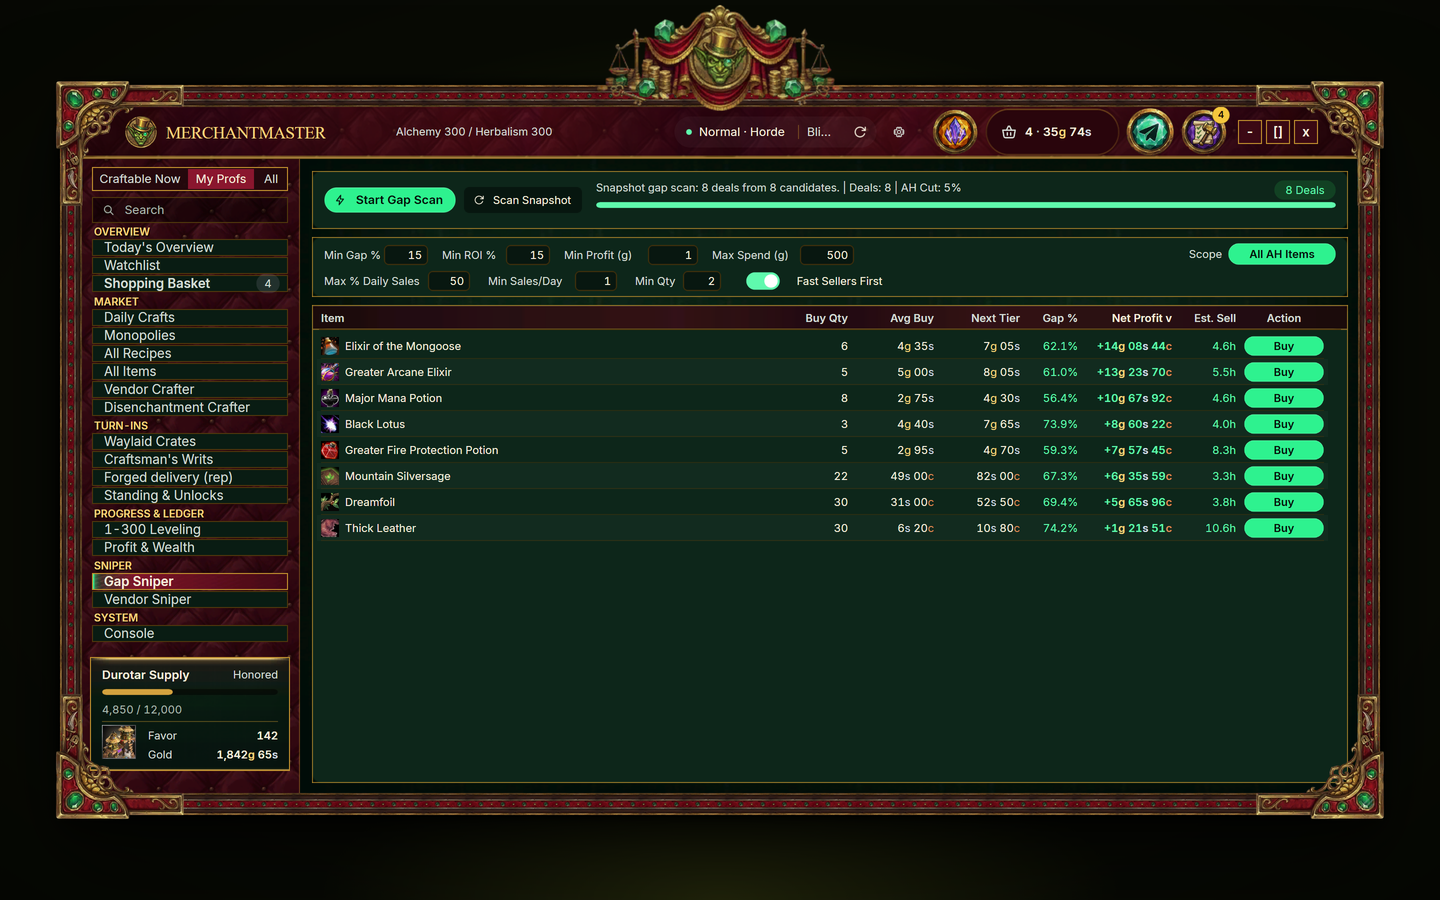 MERCHANTMASTER
Alchemy 300 / Herbalism 300
Normal · Horde
Bli...
4 · 35g 74s
4
-
[]
x
Craftable Now
My Profs
All
Search
OVERVIEW
Today's Overview
Watchlist
Shopping Basket 4
MARKET
Daily Crafts
Monopolies
All Recipes
All Items
Vendor Crafter
Disenchantment Crafter
TURN-INS
Waylaid Crates
Craftsman's Writs
Forged delivery (rep)
Standing & Unlocks
PROGRESS & LEDGER
1-300 Leveling
Profit & Wealth
SNIPER
Gap Sniper
Vendor Sniper
SYSTEM
Console
Durotar Supply Honored
4,850 / 12,000
Favor 142
Gold 1,842g 65s
Start Gap Scan
Scan Snapshot
Snapshot gap scan: 8 deals from 8 candidates. | Deals: 8 | AH Cut: 5%
8 Deals
Min Gap % 15 Min ROI % 15 Min Profit (g) 1 Max Spend (g) 500
Scope All AH Items
Max % Daily Sales 50 Min Sales/Day 1 Min Qty 2 Fast Sellers First
Item Buy Qty Avg Buy Next Tier Gap % Net Profit v Est. Sell Action
Elixir of the Mongoose 6 4g 35s 7g 05s 62.1% +14g 08s 44c 4.6h Buy
Greater Arcane Elixir 5 5g 00s 8g 05s 61.0% +13g 23s 70c 5.5h Buy
Major Mana Potion 8 2g 75s 4g 30s 56.4% +10g 67s 92c 4.6h Buy
Black Lotus 3 4g 40s 7g 65s 73.9% +8g 60s 22c 4.0h Buy
Greater Fire Protection Potion 5 2g 95s 4g 70s 59.3% +7g 57s 45c 8.3h Buy
Mountain Silversage 22 49s 00c 82s 00c 67.3% +6g 35s 59c 3.3h Buy
Dreamfoil 30 31s 00c 52s 50c 69.4% +5g 65s 96c 3.8h Buy
Thick Leather 30 6s 20c 10s 80c 74.2% +1g 21s 51c 10.6h Buy